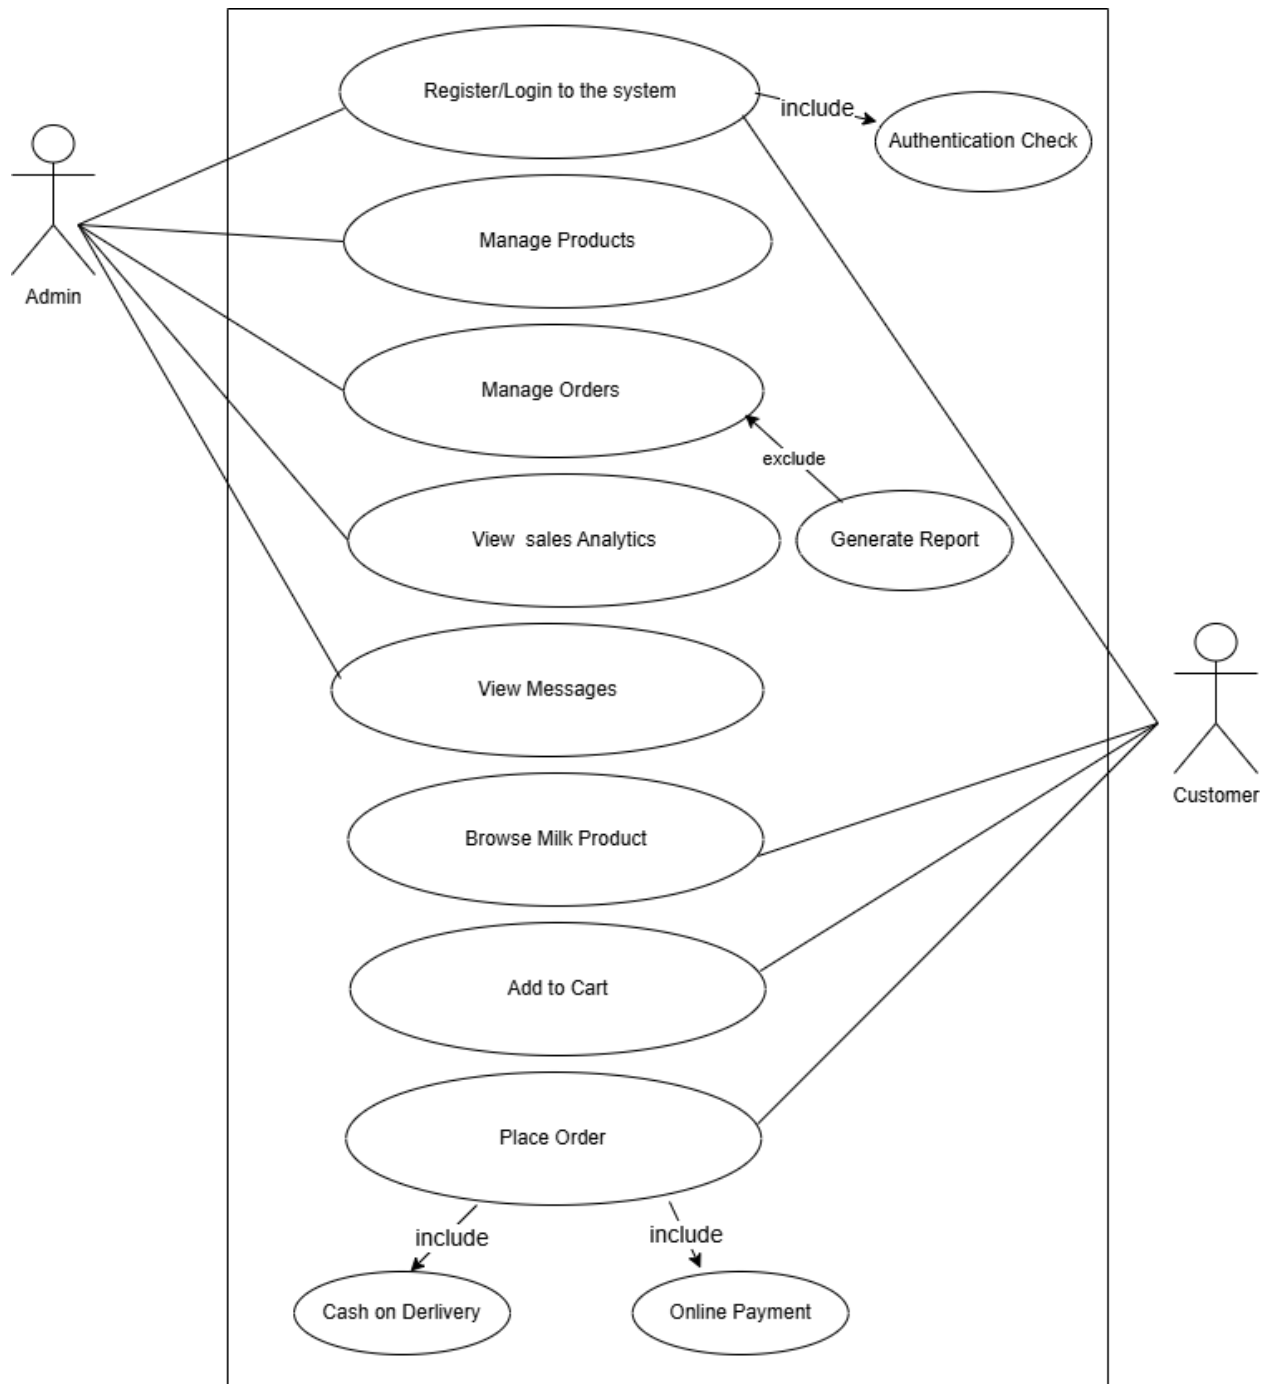 Register/Login to the system
include
Authentication Check
Manage Products
Admin
Manage Orders
exclude
View  sales Analytics
Generate Report
View Messages
Customer
Browse Milk Product
Add to Cart
Place Order
include
include
Cash on Derlivery
Online Payment